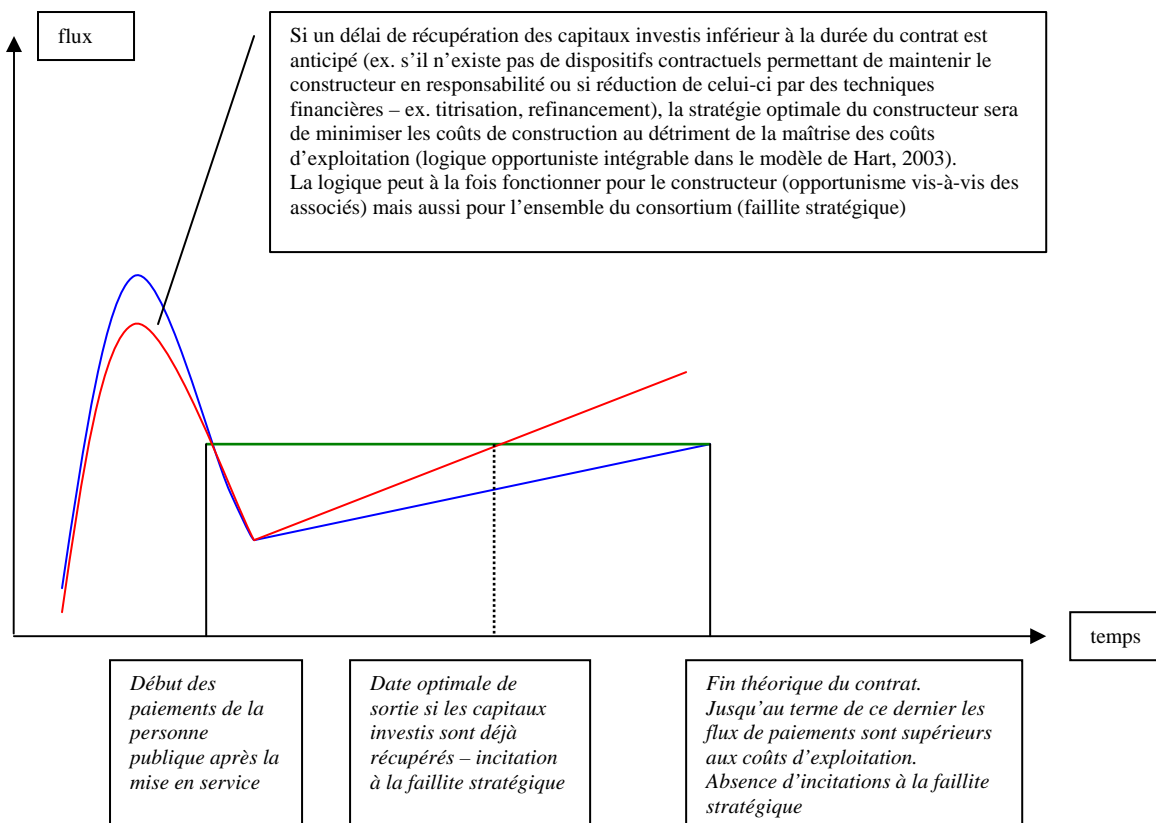 flux
Si un délai de récupération des capitaux investis inférieur à la durée du contrat est
anticipé (ex. s’il n’existe pas de dispositifs contractuels permettant de maintenir le
constructeur en responsabilité ou si réduction de celui-ci par des techniques
financières – ex. titrisation, refinancement), la stratégie optimale du constructeur sera
de minimiser les coûts de construction au détriment de la maîtrise des coûts
d’exploitation (logique opportuniste intégrable dans le modèle de Hart, 2003).
La logique peut à la fois fonctionner pour le constructeur (opportunisme vis-à-vis des
associés) mais aussi pour l’ensemble du consortium (faillite stratégique)
temps
Début des
paiements de la
personne
publique après la
mise en service
Date optimale de
sortie si les capitaux
investis sont déjà
récupérés – incitation
à la faillite stratégique
Fin théorique du contrat.
Jusqu’au terme de ce dernier les
flux de paiements sont supérieurs
aux coûts d’exploitation.
Absence d’incitations à la faillite
stratégique